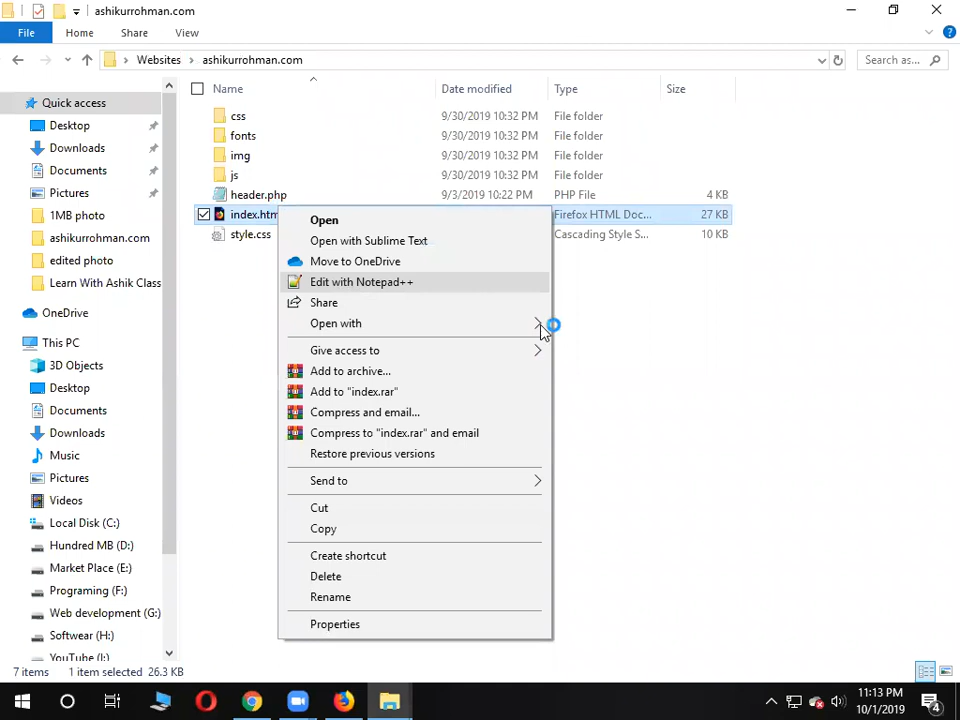 ashikurrohman.com
File
Home
Share
View
Websites
ashikurrohman.com
Search as...
Name
Date modified
Type
Size
css
9/30/2019 10:32 PM
File folder
fonts
9/30/2019 10:32 PM
File folder
img
9/30/2019 10:32 PM
File folder
js
9/30/2019 10:32 PM
File folder
header.php
9/3/2019 10:22 PM
PHP File
4 KB
index.htm
Firefox HTML Doc...
27 KB
style.css
Cascading Style S...
10 KB
Quick access
Desktop
Downloads
Documents
Pictures
1MB photo
ashikurrohman.com
edited photo
Learn With Ashik Class
OneDrive
This PC
3D Objects
Desktop
Documents
Downloads
Music
Pictures
Videos
Local Disk (C:)
Hundred MB (D:)
Market Place (E:)
Programing (F:)
Web development (G:)
Softwear (H:)
YouTube (I:)
Open
Open with Sublime Text
Move to OneDrive
Edit with Notepad++
Share
Open with
Give access to
Add to archive...
Add to "index.rar"
Compress and email...
Compress to "index.rar" and email
Restore previous versions
Send to
Cut
Copy
Create shortcut
Delete
Rename
Properties
7 items
1 item selected 26.3 KB
11:13 PM
10/1/2019
4